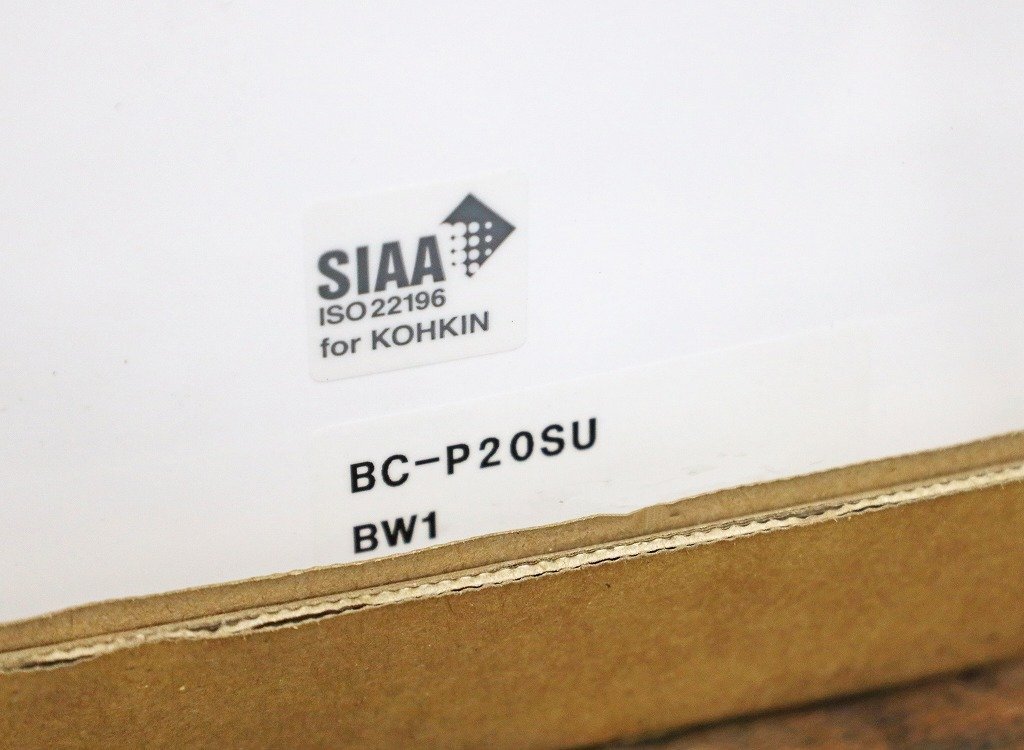 SIAA
ISO 22196
for KOHKIN
BC-P20SU
BW1